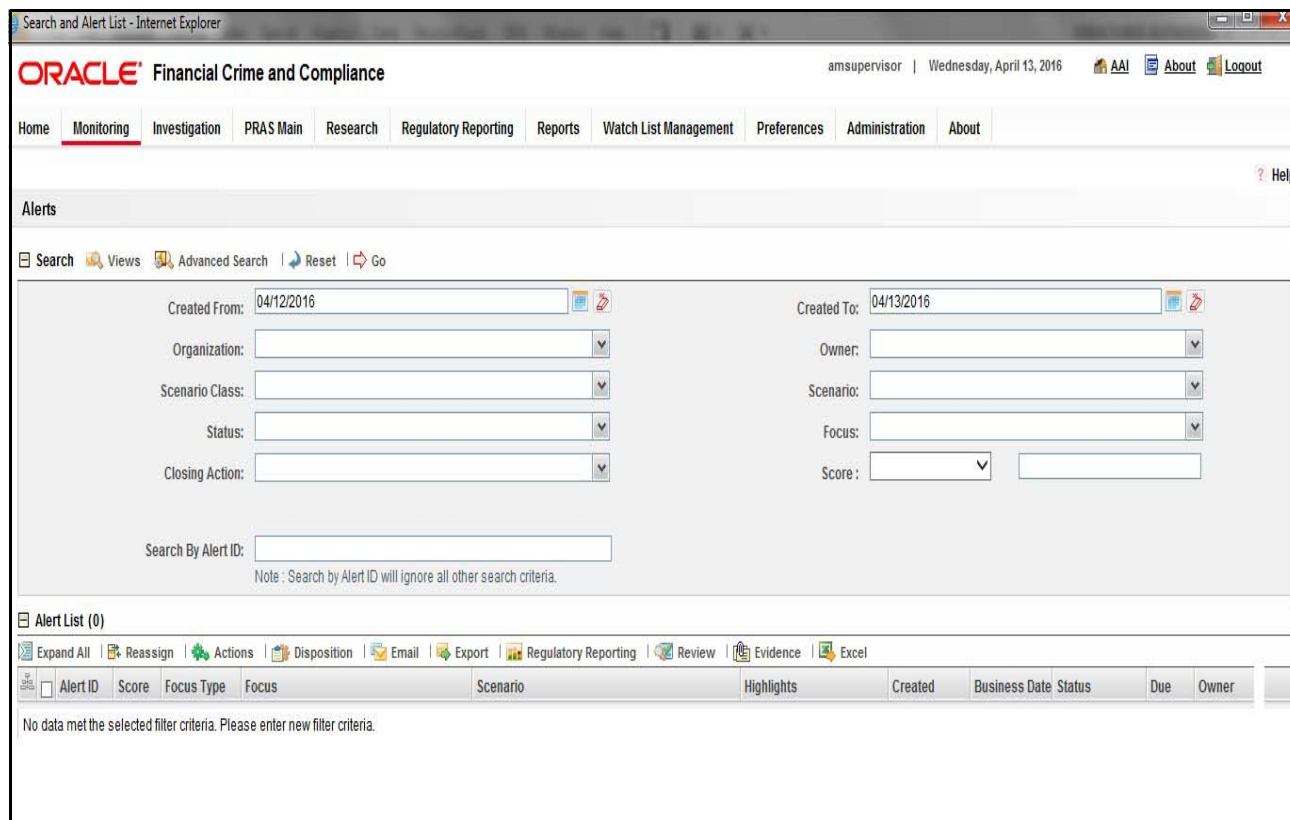 Search and Alert List - Internet Explorer
ORACLE Financial Crime and Compliance
amsupervisor | Wednesday, April 13, 2016 AAI About Logout
Home Monitoring Investigation PRAS Main Research Regulatory Reporting Reports Watch List Management Preferences Administration About
? Help
Alerts
Search Views Advanced Search | Reset | Go
Created From: 04/12/2016 Created To: 04/13/2016
Organization: Owner:
Scenario Class: Scenario:
Status: Focus:
Closing Action: Score :
Search By Alert ID:
Note : Search by Alert ID will ignore all other search criteria.
Alert List (0)
Expand All | Reassign | Actions | Disposition | Email | Export | Regulatory Reporting | Review | Evidence | Excel
Alert ID Score Focus Type Focus Scenario Highlights Created Business Date Status Due Owner
No data met the selected filter criteria. Please enter new filter criteria.